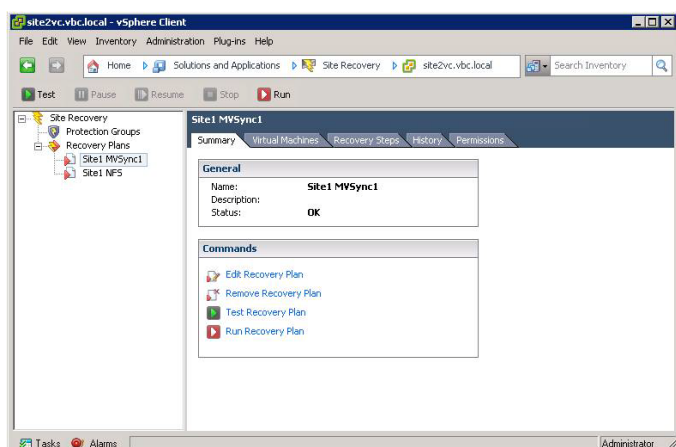 site2vc.vbc.local - vSphere Client
File Edit View Inventory Administration Plug-ins Help
Home Solutions and Applications Site Recovery site2vc.vbc.local Search Inventory
Test Pause Resume Stop Run
Site Recovery
Protection Groups
Recovery Plans
Site1 MVSync1
Site1 NFS
Site1 MVSync1
Summary Virtual Machines Recovery Steps History Permissions
General
Name: Site1 MVSync1
Description:
Status: OK
Commands
Edit Recovery Plan
Remove Recovery Plan
Test Recovery Plan
Run Recovery Plan
Tasks Alarms Administrator